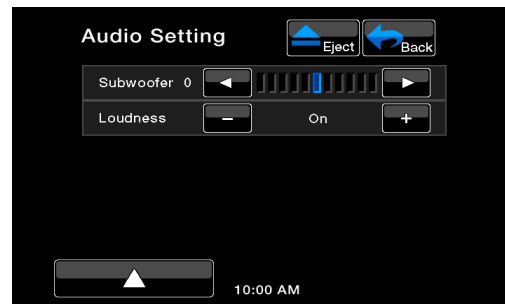 Audio Setting
Eject
Back
Subwoofer 0
Loudness - On +
10:00 AM